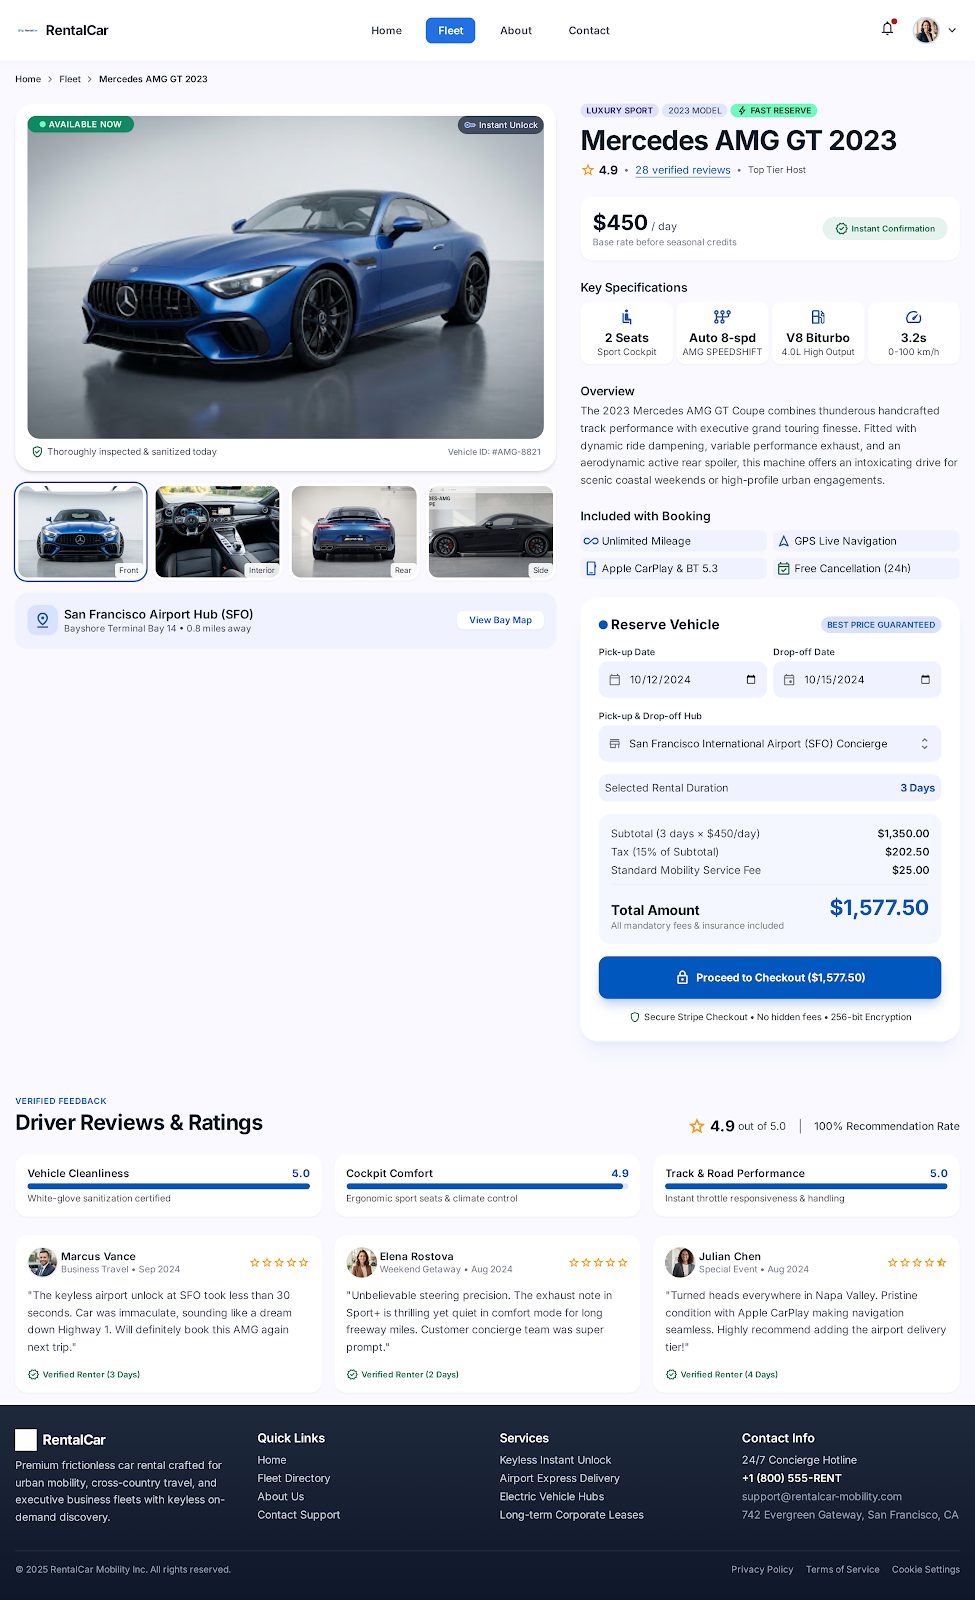 RentalCar
Home
Fleet
About
Contact
Home > Fleet > Mercedes AMG GT 2023
AVAILABLE NOW
Instant Unlock
Thoroughly inspected & sanitized today
Vehicle ID: #AMG-8821
Front
Interior
Rear
Side
San Francisco Airport Hub (SFO)
Bayshore Terminal Bay 14 • 0.8 miles away
View Bay Map
LUXURY SPORT
2023 MODEL
FAST RESERVE
Mercedes AMG GT 2023
4.9 • 28 verified reviews • Top Tier Host
$450 / day
Base rate before seasonal credits
Instant Confirmation
Key Specifications
2 Seats
Sport Cockpit
Auto 8-spd
AMG SPEEDSHIFT
V8 Biturbo
4.0L High Output
3.2s
0-100 km/h
Overview
The 2023 Mercedes AMG GT Coupe combines thunderous handcrafted
track performance with executive grand touring finesse. Fitted with
dynamic ride dampening, variable performance exhaust, and an
aerodynamic active rear spoiler, this machine offers an intoxicating drive for
scenic coastal weekends or high-profile urban engagements.
Included with Booking
Unlimited Mileage
GPS Live Navigation
Apple CarPlay & BT 5.3
Free Cancellation (24h)
Reserve Vehicle
BEST PRICE GUARANTEED
Pick-up Date
Drop-off Date
10/12/2024
10/15/2024
Pick-up & Drop-off Hub
San Francisco International Airport (SFO) Concierge
Selected Rental Duration
3 Days
Subtotal (3 days × $450/day)
$1,350.00
Tax (15% of Subtotal)
$202.50
Standard Mobility Service Fee
$25.00
Total Amount
All mandatory fees & insurance included
$1,577.50
Proceed to Checkout ($1,577.50)
Secure Stripe Checkout • No hidden fees • 256-bit Encryption
VERIFIED FEEDBACK
Driver Reviews & Ratings
4.9 out of 5.0 | 100% Recommendation Rate
Vehicle Cleanliness
5.0
White-glove sanitization certified
Cockpit Comfort
4.9
Ergonomic sport seats & climate control
Track & Road Performance
5.0
Instant throttle responsiveness & handling
Marcus Vance
Business Travel • Sep 2024
"The keyless airport unlock at SFO took less than 30
seconds. Car was immaculate, sounding like a dream
down Highway 1. Will definitely book this AMG again
next trip."
Verified Renter (3 Days)
Elena Rostova
Weekend Getaway • Aug 2024
"Unbelievable steering precision. The exhaust note in
Sport+ is thrilling yet quiet in comfort mode for long
freeway miles. Customer concierge team was super
prompt."
Verified Renter (2 Days)
Julian Chen
Special Event • Aug 2024
"Turned heads everywhere in Napa Valley. Pristine
condition with Apple CarPlay making navigation
seamless. Highly recommend adding the airport delivery
tier!"
Verified Renter (4 Days)
RentalCar
Premium frictionless car rental crafted for
urban mobility, cross-country travel, and
executive business fleets with keyless on-
demand discovery.
Quick Links
Home
Fleet Directory
About Us
Contact Support
Services
Keyless Instant Unlock
Airport Express Delivery
Electric Vehicle Hubs
Long-term Corporate Leases
Contact Info
24/7 Concierge Hotline
+1 (800) 555-RENT
support@rentalcar-mobility.com
742 Evergreen Gateway, San Francisco, CA
© 2025 RentalCar Mobility Inc. All rights reserved.
Privacy Policy
Terms of Service
Cookie Settings